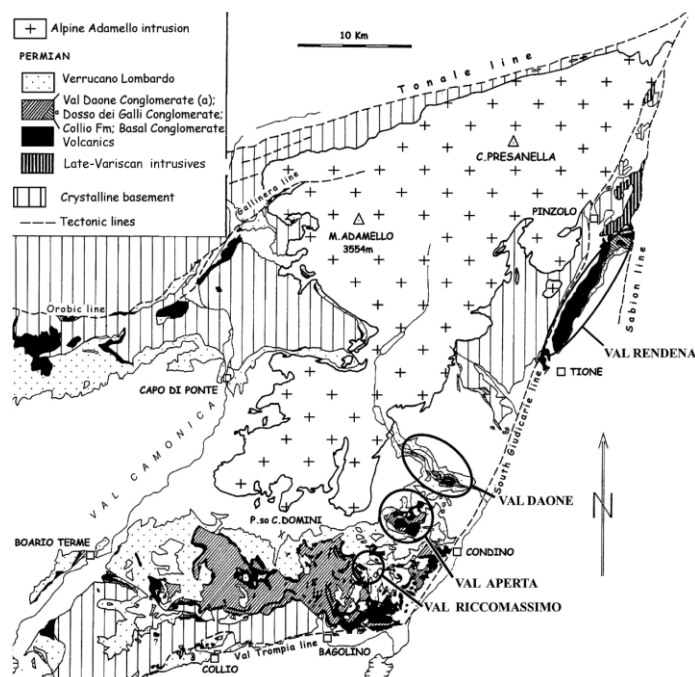 Alpine Adamello intrusion
PERMIAN
Verrucano Lombardo
Val Daone Conglomerate (a);
Dosso dei Galli Conglomerate;
Collio Fm; Basal Conglomerate
Volcanics
Late-Variscan intrusives
Crystalline basement
Tectonic lines
10 Km
Tonale line
C.PRESANELLA
Gallinera line
PINZOLO
M.ADAMELLO
3554m
Sabion line
Orobic line
VAL RENDENA
TIONE
CAPO DI PONTE
South Giudicarie line
VAL CAMONICA
VAL DAONE
N
P.so C.DOMINI
BOARIO TERME
CONDINO
VAL APERTA
VAL RICCOMASSIMO
Val Trompia line
BAGOLINO
COLLIO